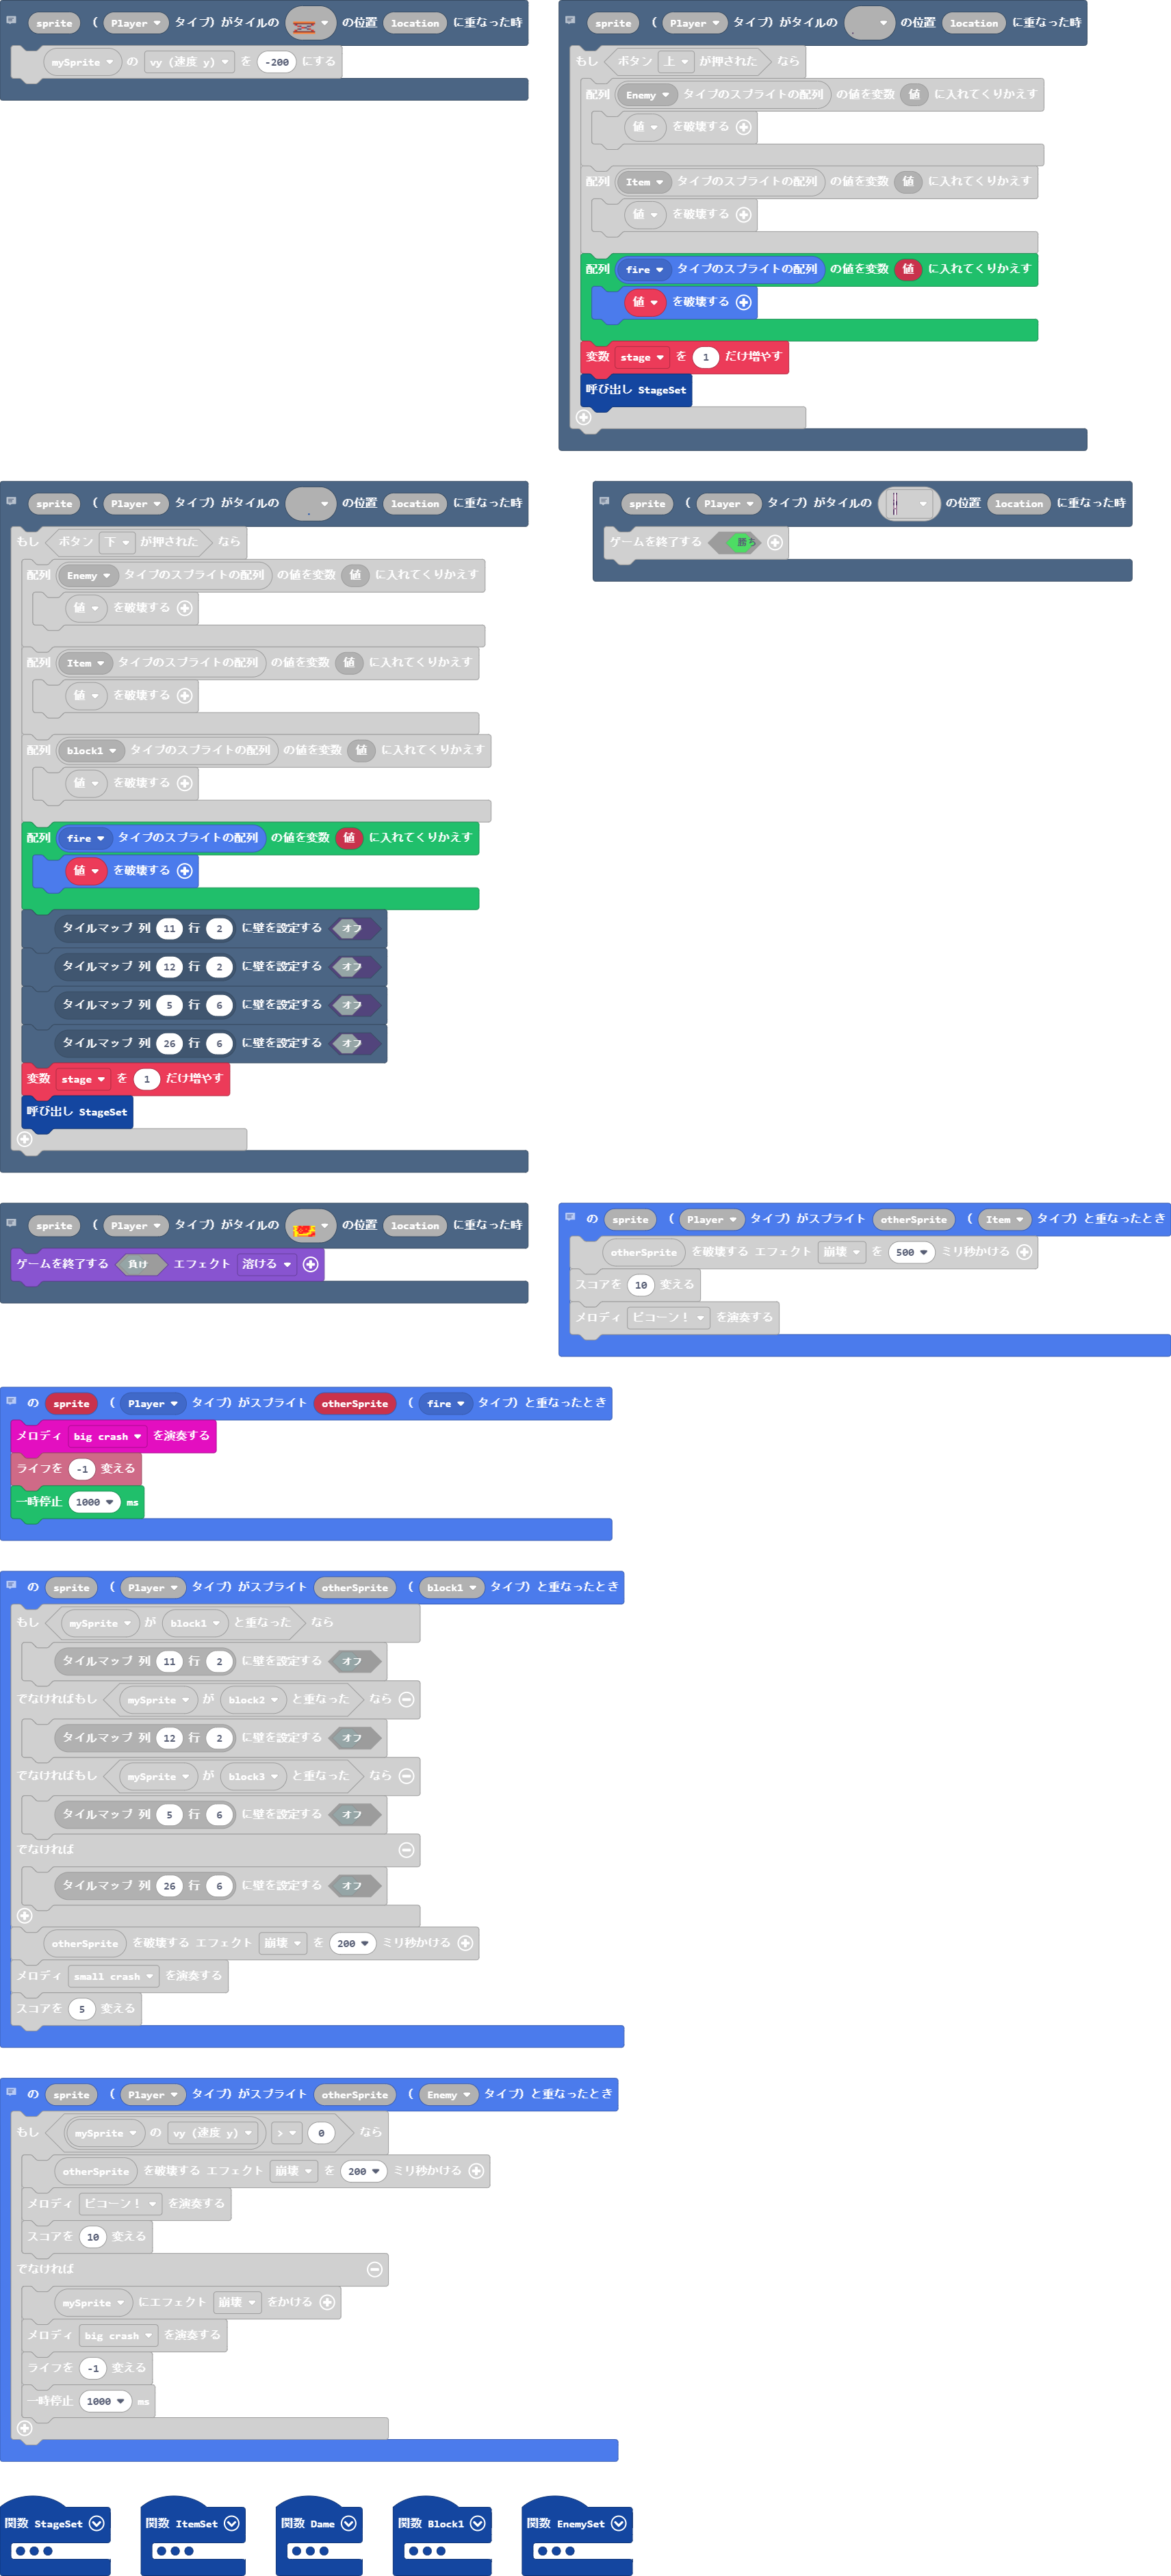 sprite ( Player タイプ) がタイルの の位置 location に重なった時
mySprite の vy (速度 y) を -200 にする
sprite ( Player タイプ) がタイルの の位置 location に重なった時
もし ボタン 上 が押された なら
配列 Enemy タイプのスプライトの配列 の値を変数 値 に入れてくりかえす
値 を破壊する
配列 Item タイプのスプライトの配列 の値を変数 値 に入れてくりかえす
値 を破壊する
配列 fire タイプのスプライトの配列 の値を変数 値 に入れてくりかえす
値 を破壊する
変数 stage を 1 だけ増やす
呼び出し StageSet
sprite ( Player タイプ) がタイルの の位置 location に重なった時
もし ボタン 下 が押された なら
配列 Enemy タイプのスプライトの配列 の値を変数 値 に入れてくりかえす
値 を破壊する
配列 Item タイプのスプライトの配列 の値を変数 値 に入れてくりかえす
値 を破壊する
配列 block1 タイプのスプライトの配列 の値を変数 値 に入れてくりかえす
値 を破壊する
配列 fire タイプのスプライトの配列 の値を変数 値 に入れてくりかえす
値 を破壊する
タイルマップ 列 11 行 2 に壁を設定する オフ
タイルマップ 列 12 行 2 に壁を設定する オフ
タイルマップ 列 5 行 6 に壁を設定する オフ
タイルマップ 列 26 行 6 に壁を設定する オフ
変数 stage を 1 だけ増やす
呼び出し StageSet
sprite ( Player タイプ) がタイルの の位置 location に重なった時
ゲームを終了する 勝ち
sprite ( Player タイプ) がタイルの の位置 location に重なった時
ゲームを終了する 負け エフェクト 溶ける
の sprite ( Player タイプ) がスプライト otherSprite ( Item タイプ) と重なったとき
otherSprite を破壊する エフェクト 崩壊 を 500 ミリ秒かける
スコアを 10 変える
メロディ ピコーン! を演奏する
の sprite ( Player タイプ) がスプライト otherSprite ( fire タイプ) と重なったとき
メロディ big crash を演奏する
ライフを -1 変える
一時停止 1000 ms
の sprite ( Player タイプ) がスプライト otherSprite ( block1 タイプ) と重なったとき
もし mySprite が block1 と重なった なら
タイルマップ 列 11 行 2 に壁を設定する オフ
でなければもし mySprite が block2 と重なった なら
タイルマップ 列 12 行 2 に壁を設定する オフ
でなければもし mySprite が block3 と重なった なら
タイルマップ 列 5 行 6 に壁を設定する オフ
でなければ
タイルマップ 列 26 行 6 に壁を設定する オフ
otherSprite を破壊する エフェクト 崩壊 を 200 ミリ秒かける
メロディ small crash を演奏する
スコアを 5 変える
の sprite ( Player タイプ) がスプライト otherSprite ( Enemy タイプ) と重なったとき
もし mySprite の vy (速度 y) > 0 なら
otherSprite を破壊する エフェクト 崩壊 を 200 ミリ秒かける
メロディ ピコーン! を演奏する
スコアを 10 変える
でなければ
mySprite にエフェクト 崩壊 をかける
メロディ big crash を演奏する
ライフを -1 変える
一時停止 1000 ms
関数 StageSet
関数 ItemSet
関数 Dame
関数 Block1
関数 EnemySet